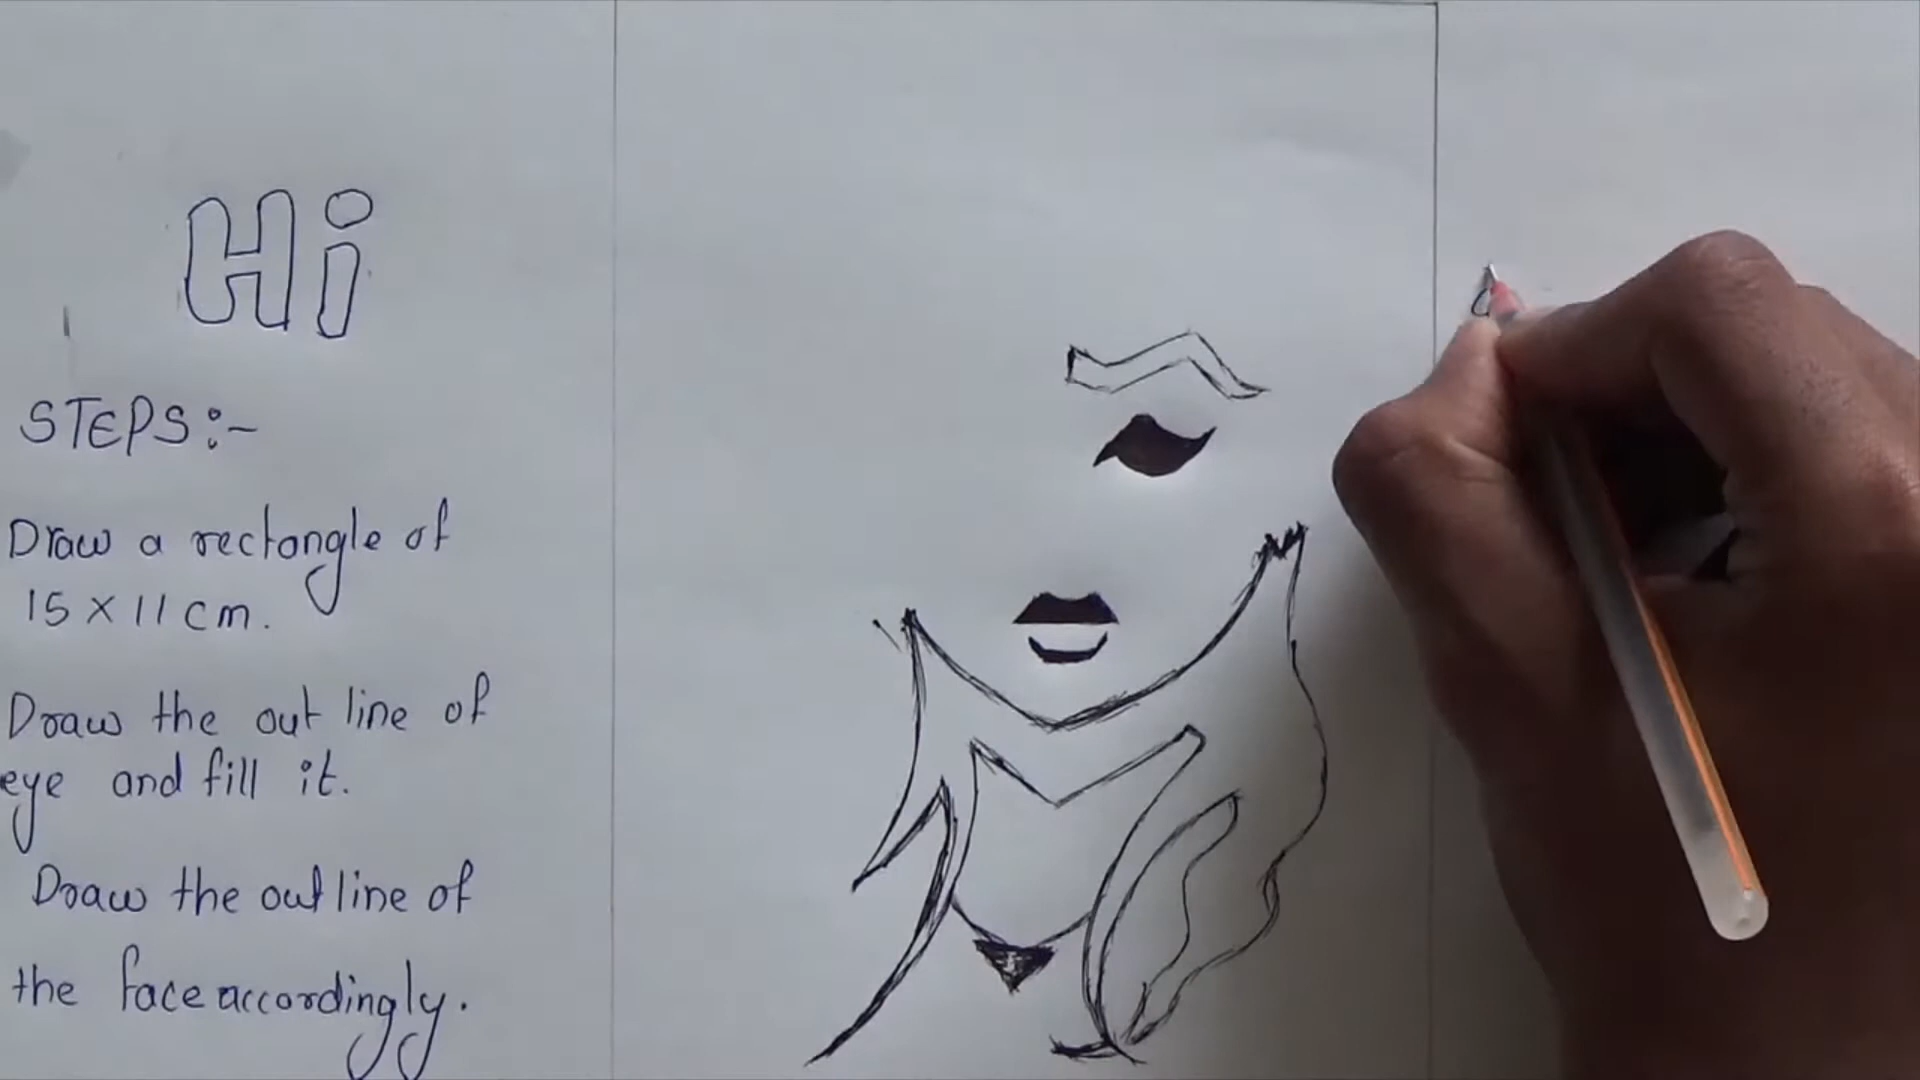 Hi
STEPS:-
Draw a rectangle of
15 x 11 cm.
Draw the out line of
eye and fill it.
Draw the out line of
the face accordingly.